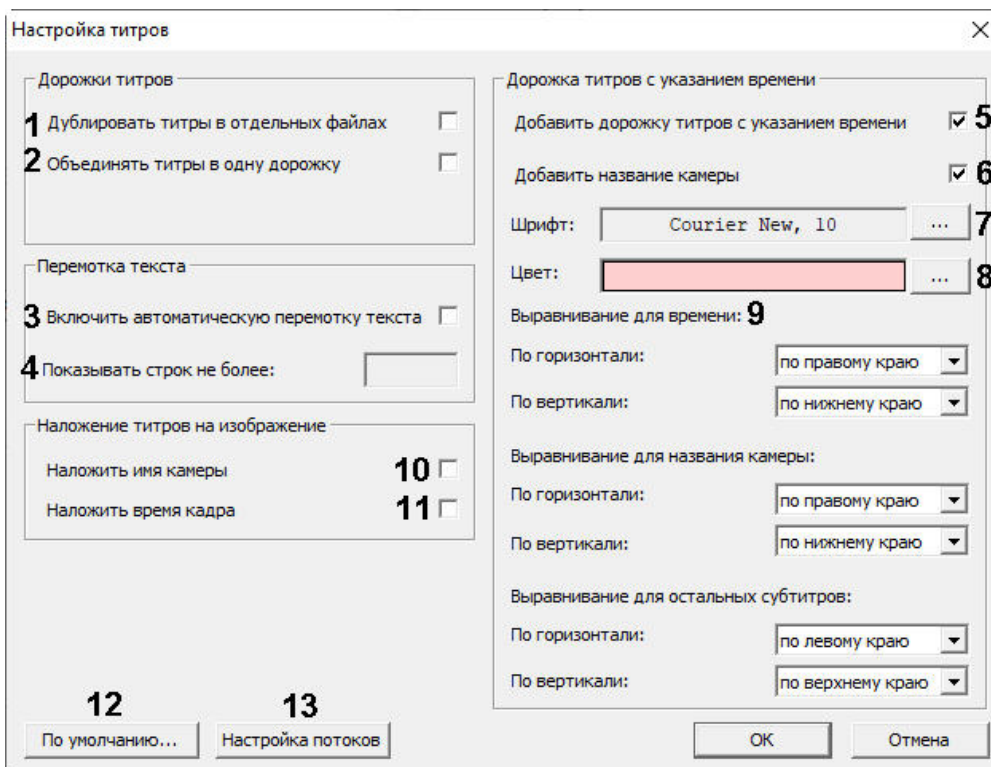 Настройка титров
Дорожки титров
1 Дублировать титры в отдельных файлах
2 Объединять титры в одну дорожку
Перемотка текста
3 Включить автоматическую перемотку текста
4 Показывать строк не более:
Наложение титров на изображение
Наложить имя камеры 10
Наложить время кадра 11
12
По умолчанию...
13
Настройка потоков
Дорожка титров с указанием времени
Добавить дорожку титров с указанием времени 5
Добавить название камеры 6
Шрифт: Courier New, 10 ... 7
Цвет: ... 8
Выравнивание для времени: 9
По горизонтали: по правому краю
По вертикали: по нижнему краю
Выравнивание для названия камеры:
По горизонтали: по правому краю
По вертикали: по нижнему краю
Выравнивание для остальных субтитров:
По горизонтали: по левому краю
По вертикали: по верхнему краю
OK Отмена